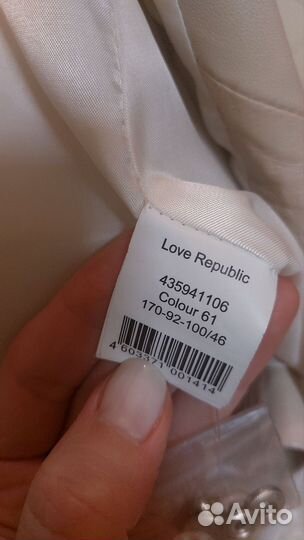 Love Republic
435941106
Colour 61
170-92-100/46
4 603371 001414
Avito